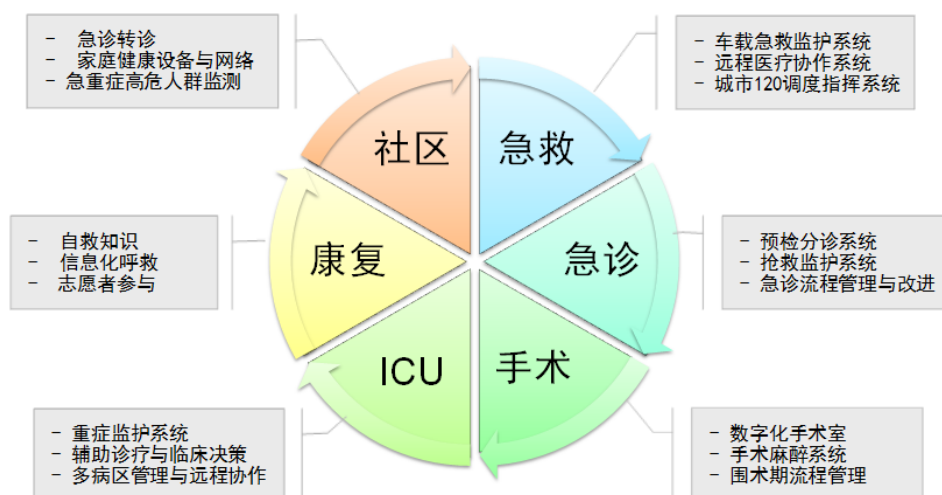 - 急诊转诊
- 家庭健康设备与网络
- 急重症高危人群监测
- 车载急救监护系统
- 远程医疗协作系统
- 城市120调度指挥系统
社区
急救
- 自救知识
- 信息化呼救
- 志愿者参与
康复
急诊
- 预检分诊系统
- 抢救监护系统
- 急诊流程管理与改进
ICU
手术
- 重症监护系统
- 辅助诊疗与临床决策
- 多病区管理与远程协作
- 数字化手术室
- 手术麻醉系统
- 围术期流程管理